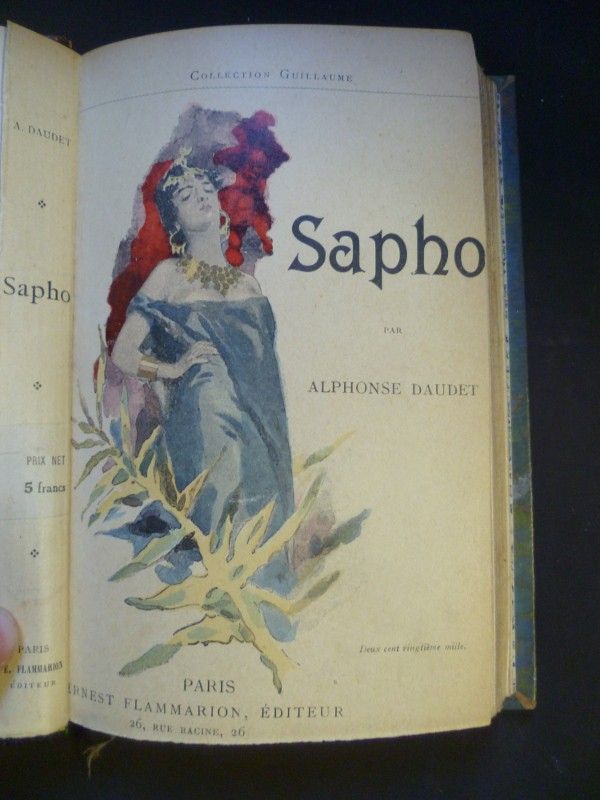 A. DAUDET
Sapho
PRIX NET
5 francs
PARIS
E. FLAMMARION
ÉDITEUR
COLLECTION GUILLAUME
Sapho
PAR
ALPHONSE DAUDET
Deux cent vingtième mille.
PARIS
ERNEST FLAMMARION, ÉDITEUR
26, RUE RACINE, 26